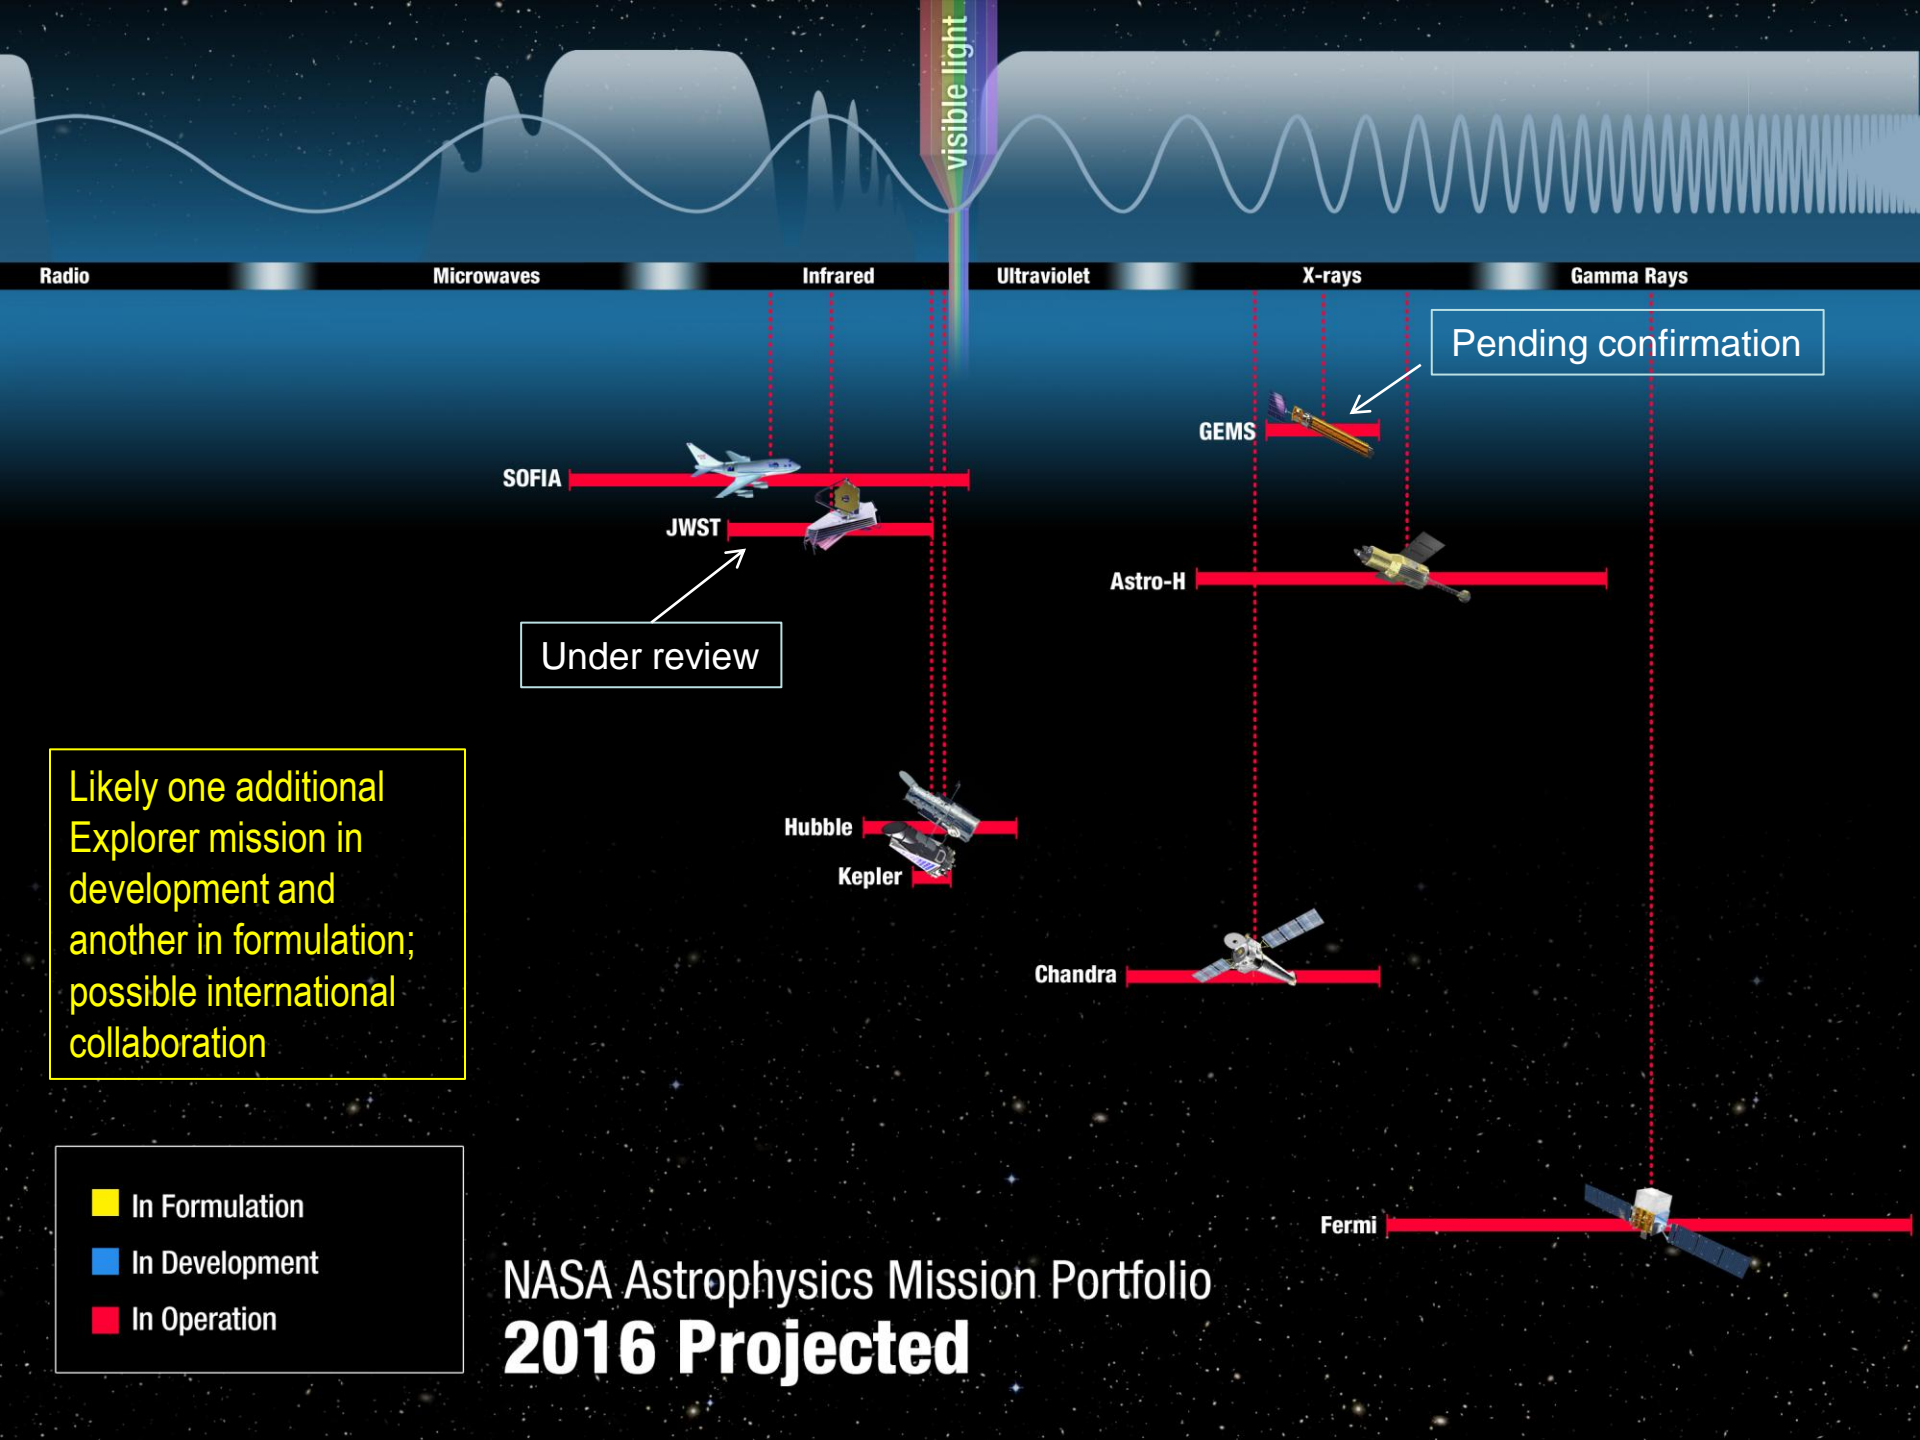 visible light
Radio
Microwaves
Infrared
Ultraviolet
X-rays
Gamma Rays
Pending confirmation
GEMS
SOFIA
JWST
Astro-H
Under review
Hubble
Kepler
Likely one additional
Explorer mission in
development and
another in formulation;
possible international
collaboration
Chandra
In Formulation
In Development
In Operation
Fermi
NASA Astrophysics Mission Portfolio
2016 Projected